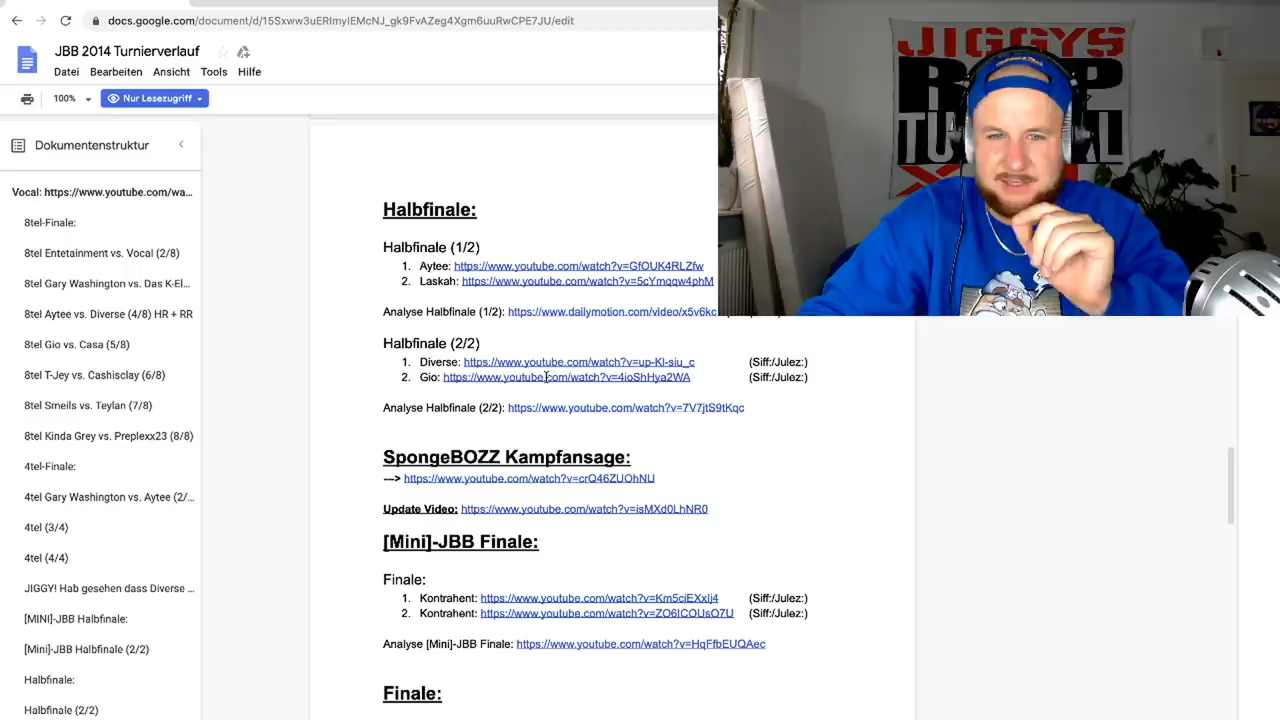 docs.google.com/document/d/15Sxww3uERImyIEMcNJ_gk9FvAZeg4Xgm6uuRwCPE7JU/edit
JBB 2014 Turnierverlauf
Datei Bearbeiten Ansicht Tools Hilfe
100% Nur Lesezugriff
Dokumentenstruktur
Vocal: https://www.youtube.com/wa...
8tel-Finale:
8tel Entetainment vs. Vocal (2/8)
8tel Gary Washington vs. Das K-El...
8tel Aytee vs. Diverse (4/8) HR + RR
8tel Gio vs. Casa (5/8)
8tel T-Jey vs. Cashisclay (6/8)
8tel Smeils vs. Teylan (7/8)
8tel Kinda Grey vs. Preplexx23 (8/8)
4tel-Finale:
4tel Gary Washington vs. Aytee (2/...
4tel (3/4)
4tel (4/4)
JIGGY! Hab gesehen dass Diverse ...
[MINI]-JBB Halbfinale:
[Mini]-JBB Halbfinale (2/2)
Halbfinale:
Halbfinale (2/2)
Halbfinale:
Halbfinale (1/2)
1. Aytee: https://www.youtube.com/watch?v=GfOUK4RLZfw
2. Laskah: https://www.youtube.com/watch?v=5cYmqqw4phM
Analyse Halbfinale (1/2): https://www.dailymotion.com/video/x5v6kc
Halbfinale (2/2)
1. Diverse: https://www.youtube.com/watch?v=up-Kl-siu_c (Siff:/Julez:)
2. Gio: https://www.youtube.com/watch?v=4ioShHya2WA (Siff:/Julez:)
Analyse Halbfinale (2/2): https://www.youtube.com/watch?v=7V7jtS9tKqc
SpongeBOZZ Kampfansage:
---> https://www.youtube.com/watch?v=crQ46ZUOhNU
Update Video: https://www.youtube.com/watch?v=isMXd0LhNR0
[Mini]-JBB Finale:
Finale:
1. Kontrahent: https://www.youtube.com/watch?v=Km5ciEXxIj4 (Siff:/Julez:)
2. Kontrahent: https://www.youtube.com/watch?v=ZO6ICOUsO7U (Siff:/Julez:)
Analyse [Mini]-JBB Finale: https://www.youtube.com/watch?v=HqFfbEUQAec
Finale:
JIGGYS